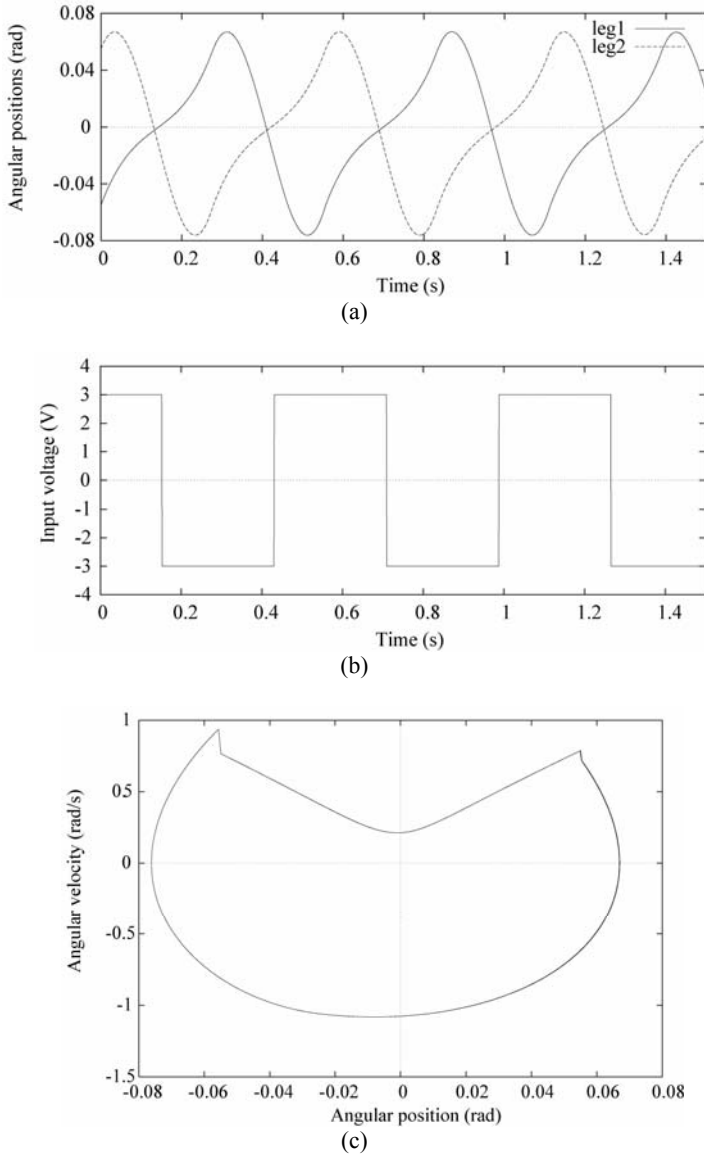 leg1
leg2
0.08
0.04
0
-0.04
-0.08
Angular positions (rad)
0 0.2 0.4 0.6 0.8 1 1.2 1.4
Time (s)
(a)
4
3
2
1
0
-1
-2
-3
-4
Input voltage (V)
0 0.2 0.4 0.6 0.8 1 1.2 1.4
Time (s)
(b)
1
0.5
0
-0.5
-1
-1.5
Angular velocity (rad/s)
-0.08 -0.06 -0.04 -0.02 0 0.02 0.04 0.06 0.08
Angular position (rad)
(c)